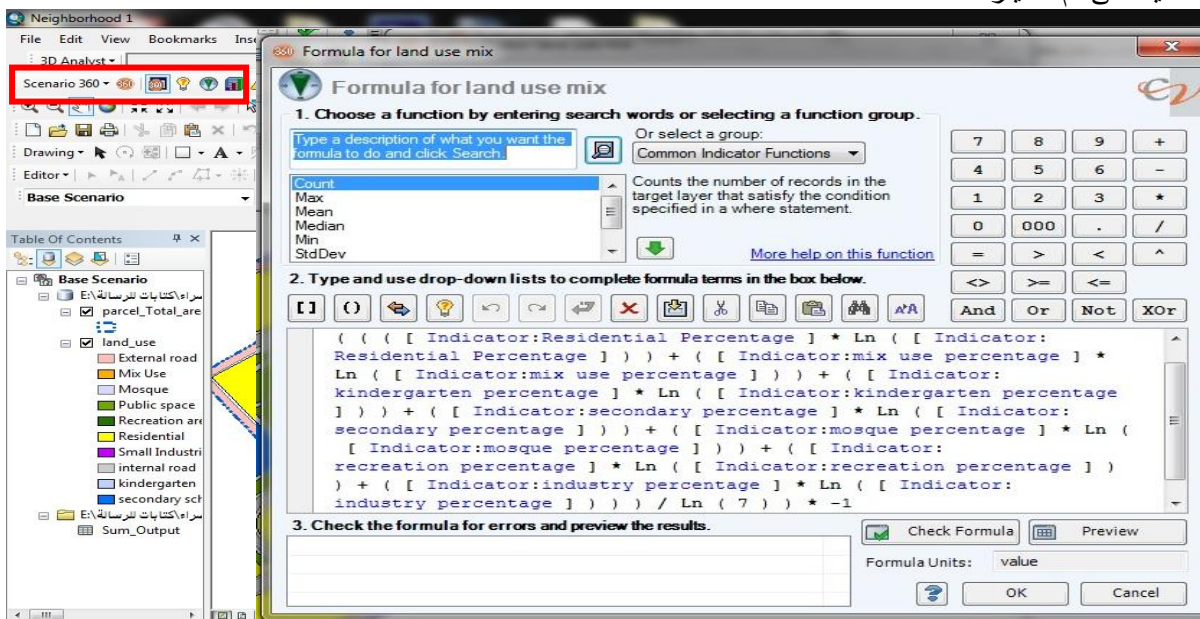 Neighborhood 1
File Edit View Bookmarks
3D Analyst
Scenario 360
Drawing
A
Editor
Base Scenario
Table Of Contents
Base Scenario
E:\سراء\كتابات للرسالة
parcel_Total_are
land_use
External road
Mix Use
Mosque
Public space
Recreation are
Residential
Small Industri
internal road
kindergarten
secondary sch
E:\سراء\كتابات للرسالة
Sum_Output
Formula for land use mix
Formula for land use mix
1. Choose a function by entering search words or selecting a function group.
Type a description of what you want the
formula to do and click Search.
Or select a group:
Common Indicator Functions
Count
Max
Mean
Median
Min
StdDev
Counts the number of records in the
target layer that satisfy the condition
specified in a where statement.
More help on this function
7 8 9 +
4 5 6 -
1 2 3 *
0 000 . /
= > < ^
<> >= <=
And Or Not XOr
2. Type and use drop-down lists to complete formula terms in the box below.
[ ] ( )
( ( ( [ Indicator:Residential Percentage ] * Ln ( [ Indicator:
Residential Percentage ] ) ) + ( [ Indicator:mix use percentage ] *
Ln ( [ Indicator:mix use percentage ] ) ) + ( [ Indicator:
kindergarten percentage ] * Ln ( [ Indicator:kindergarten percentage
] ) ) + ( [ Indicator:secondary percentage ] * Ln ( [ Indicator:
secondary percentage ] ) ) + ( [ Indicator:mosque percentage ] * Ln (
[ Indicator:mosque percentage ] ) ) + ( [ Indicator:
recreation percentage ] * Ln ( [ Indicator:recreation percentage ] )
) + ( [ Indicator:industry percentage ] * Ln ( [ Indicator:
industry percentage ] ) ) ) / Ln ( 7 ) ) * -1
3. Check the formula for errors and preview the results.
Check Formula Preview
Formula Units: value
OK Cancel